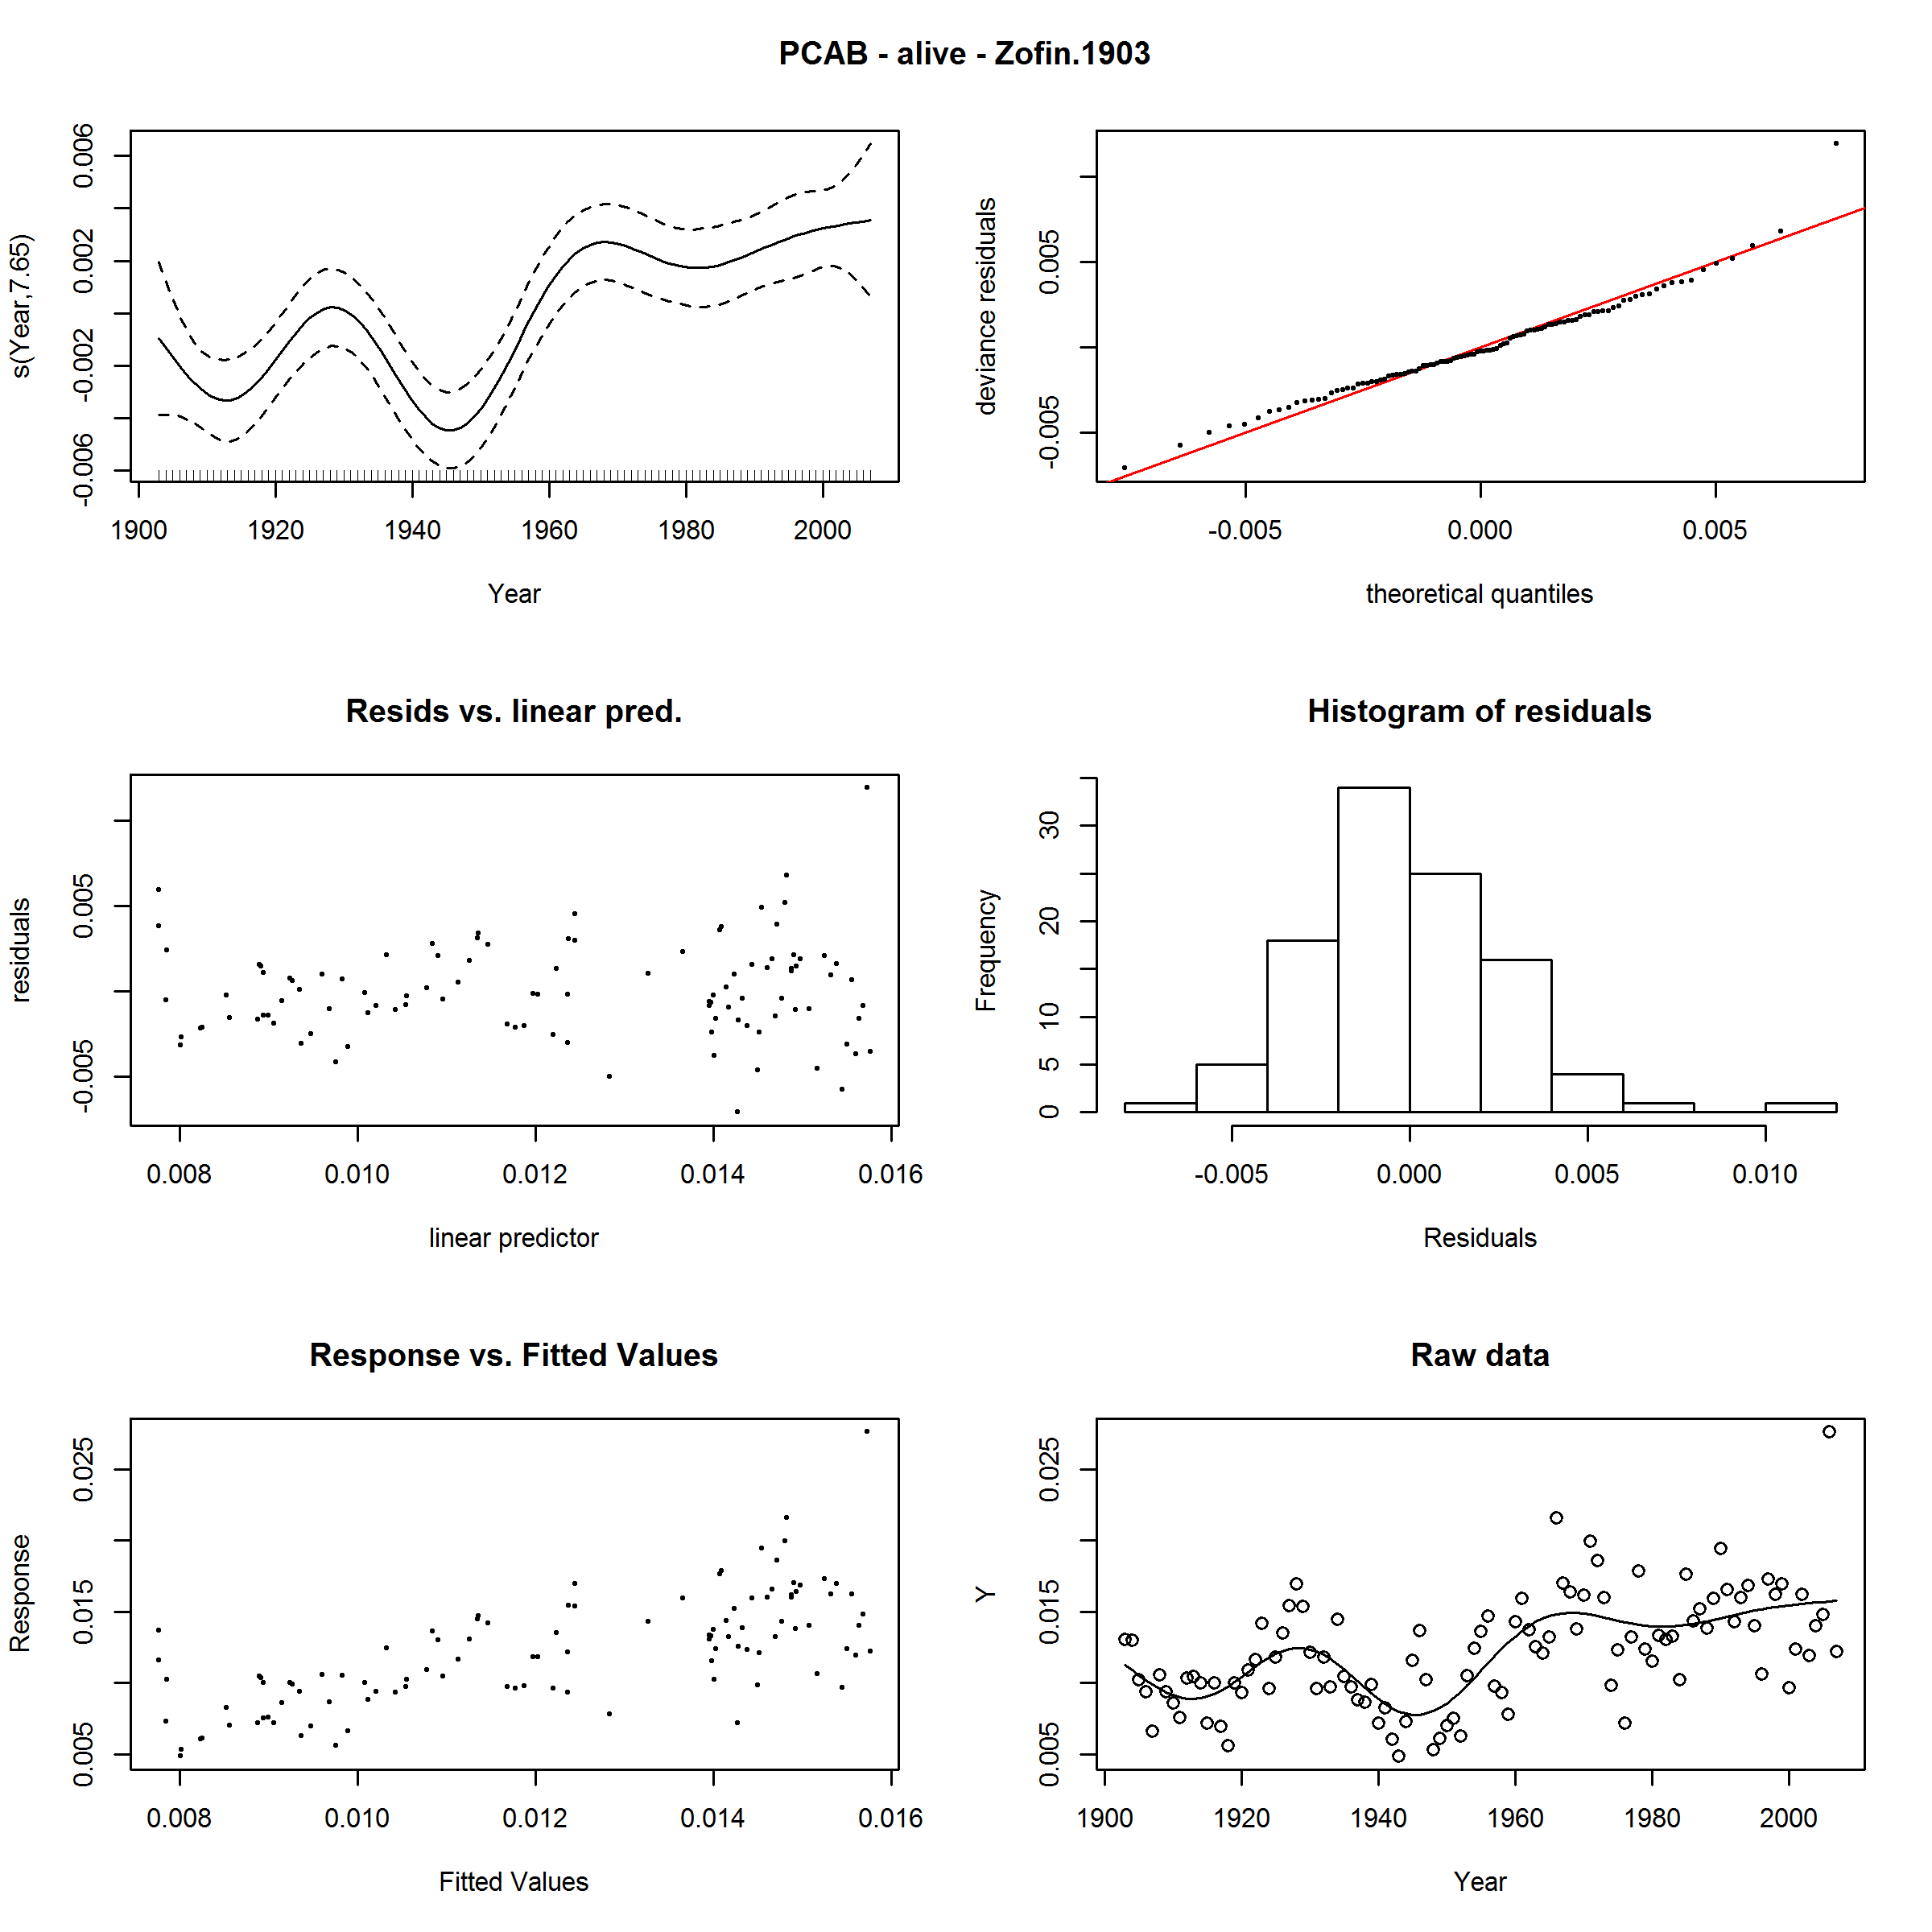 PCAB - alive - Zofin.1903
s(Year,7.65)
-0.006 -0.002 0.002 0.006
1900 1920 1940 1960 1980 2000
Year
deviance residuals
-0.005 0.005
-0.005 0.000 0.005
theoretical quantiles
Resids vs. linear pred.
residuals
-0.005 0.005
0.008 0.010 0.012 0.014 0.016
linear predictor
Histogram of residuals
Frequency
0 5 10 20 30
-0.005 0.000 0.005 0.010
Residuals
Response vs. Fitted Values
Response
0.005 0.015 0.025
0.008 0.010 0.012 0.014 0.016
Fitted Values
Raw data
Y
0.005 0.015 0.025
1900 1920 1940 1960 1980 2000
Year